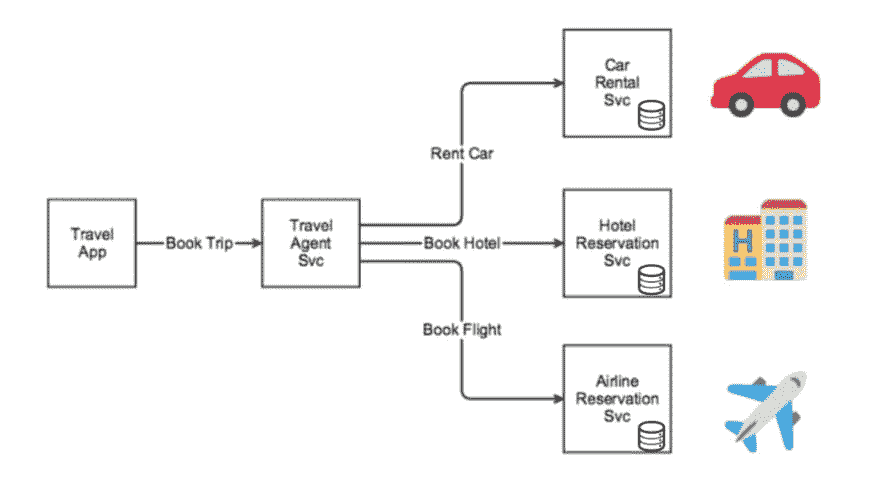 Car
Rental
Svc
Rent Car
Travel
App
Book Trip
Travel
Agent
Svc
Book Hotel
Hotel
Reservation
Svc
H
Book Flight
Airline
Reservation
Svc